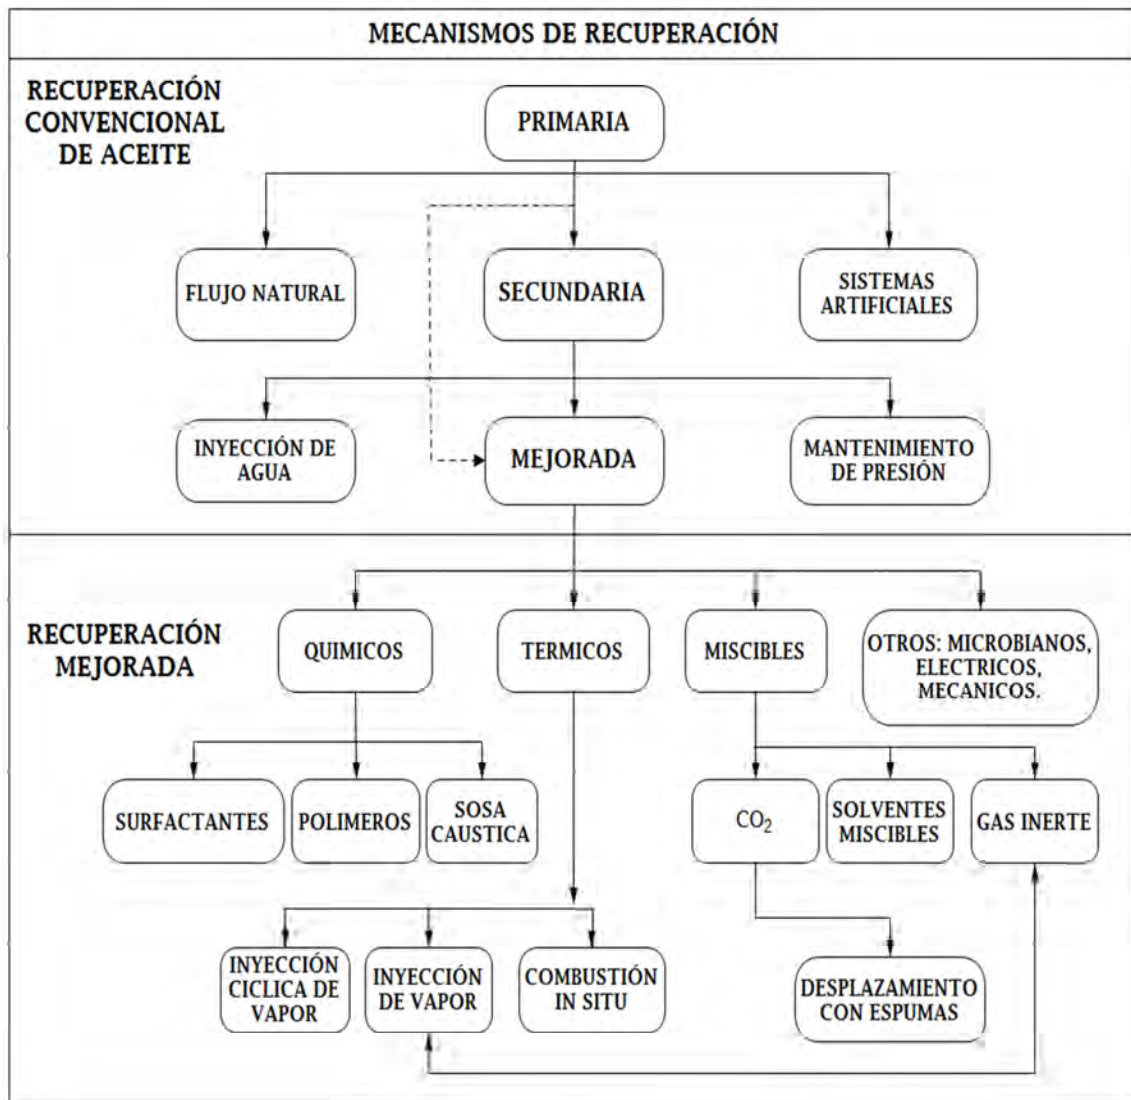 MECANISMOS DE RECUPERACIÓN
RECUPERACIÓN
CONVENCIONAL
DE ACEITE
PRIMARIA
FLUJO NATURAL
SECUNDARIA
SISTEMAS
ARTIFICIALES
INYECCIÓN DE
AGUA
MEJORADA
MANTENIMIENTO
DE PRESIÓN
RECUPERACIÓN
MEJORADA
QUIMICOS
TERMICOS
MISCIBLES
OTROS: MICROBIANOS,
ELECTRICOS,
MECANICOS.
SURFACTANTES
POLIMEROS
SOSA
CAUSTICA
CO2
SOLVENTES
MISCIBLES
GAS INERTE
INYECCIÓN
CICLICA DE
VAPOR
INYECCIÓN
DE VAPOR
COMBUSTIÓN
IN SITU
DESPLAZAMIENTO
CON ESPUMAS